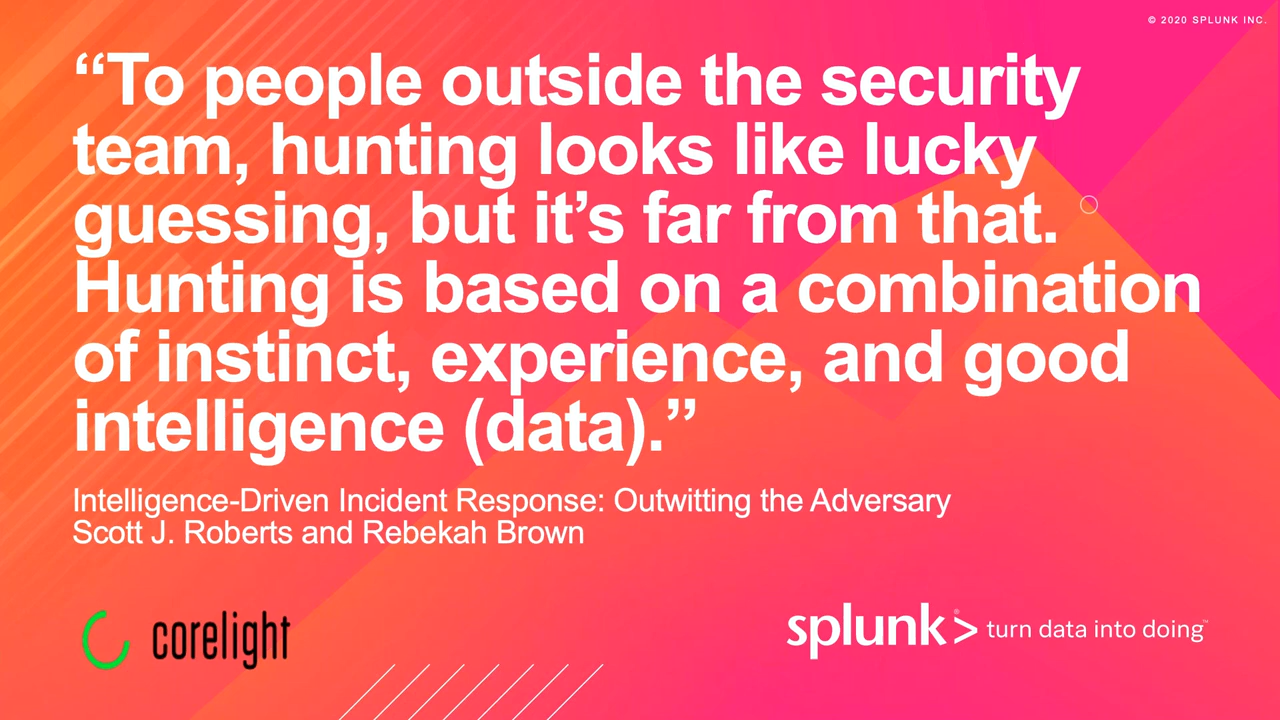 © 2020 SPLUNK INC.
“To people outside the security
team, hunting looks like lucky
guessing, but it’s far from that.
Hunting is based on a combination
of instinct, experience, and good
intelligence (data).”
Intelligence-Driven Incident Response: Outwitting the Adversary
Scott J. Roberts and Rebekah Brown
corelight
splunk®> turn data into doing™